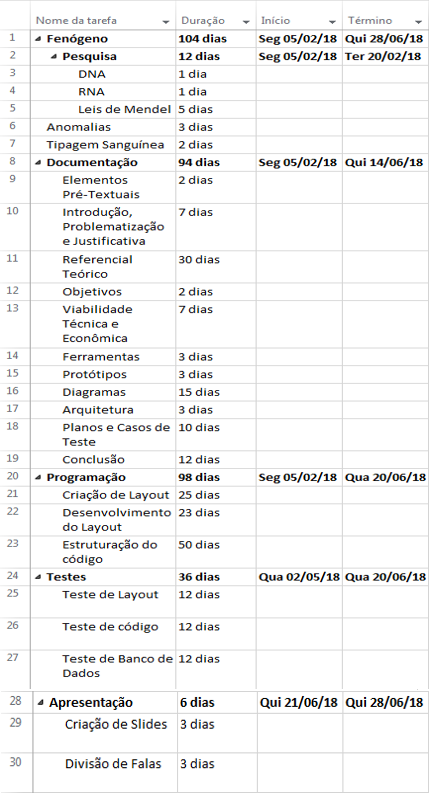 Nome da tarefa Duração Início Término
1 Fenógeno 104 dias Seg 05/02/18 Qui 28/06/18
2 Pesquisa 12 dias Seg 05/02/18 Ter 20/02/18
3 DNA 1 dia
4 RNA 1 dia
5 Leis de Mendel 5 dias
6 Anomalias 3 dias
7 Tipagem Sanguínea 2 dias
8 Documentação 94 dias Seg 05/02/18 Qui 14/06/18
9 Elementos 2 dias
Pré-Textuais
10 Introdução, 7 dias
Problematização
e Justificativa
11 Referencial 30 dias
Teórico
12 Objetivos 2 dias
13 Viabilidade 7 dias
Técnica e
Econômica
14 Ferramentas 3 dias
15 Protótipos 3 dias
16 Diagramas 15 dias
17 Arquitetura 3 dias
18 Planos e Casos de 10 dias
Teste
19 Conclusão 12 dias
20 Programação 98 dias Seg 05/02/18 Qua 20/06/18
21 Criação de Layout 25 dias
22 Desenvolvimento 23 dias
do Layout
23 Estruturação do 50 dias
código
24 Testes 36 dias Qua 02/05/18 Qua 20/06/18
25 Teste de Layout 12 dias
26 Teste de código 12 dias
27 Teste de Banco de 12 dias
Dados
28 Apresentação 6 dias Qui 21/06/18 Qui 28/06/18
29 Criação de Slides 3 dias
30 Divisão de Falas 3 dias